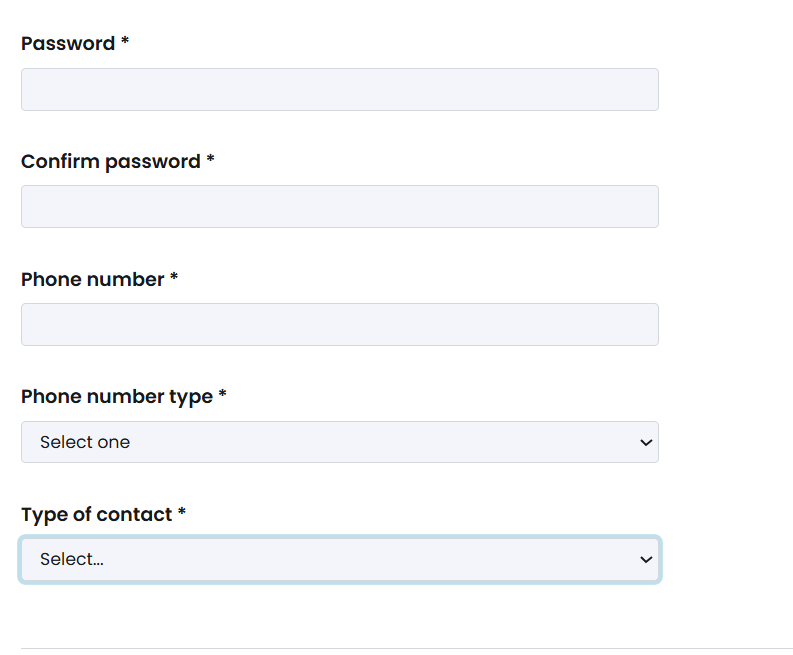 Password *
Confirm password *
Phone number *
Phone number type *
Select one
Type of contact *
Select...